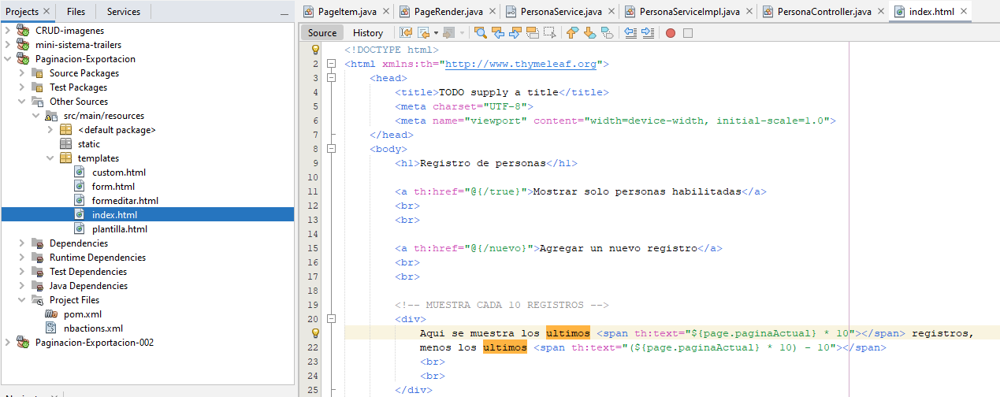 Projects
Files
Services
CRUD-imagenes
mini-sistema-trailers
Paginacion-Exportacion
Source Packages
Test Packages
Other Sources
src/main/resources
<default package>
static
templates
custom.html
form.html
formeditar.html
index.html
plantilla.html
Dependencies
Runtime Dependencies
Test Dependencies
Java Dependencies
Project Files
pom.xml
nbactions.xml
Paginacion-Exportacion-002
PageItem.java
PageRender.java
PersonaService.java
PersonaServiceImpl.java
PersonaController.java
index.html
Source
History
<!DOCTYPE html>
2 <html xmlns:th="http://www.thymeleaf.org">
3 <head>
4 <title>TODO supply a title</title>
5 <meta charset="UTF-8">
6 <meta name="viewport" content="width=device-width, initial-scale=1.0">
7 </head>
8 <body>
9 <h1>Registro de personas</h1>
10
11 <a th:href="@{/true}">Mostrar solo personas habilitadas</a>
12 <br>
13 <br>
14
15 <a th:href="@{/nuevo}">Agregar un nuevo registro</a>
16 <br>
17 <br>
18
19 <!-- MUESTRA CADA 10 REGISTROS -->
20 <div>
Aqui se muestra los ultimos <span th:text="${page.paginaActual} * 10"></span> registros,
22 menos los ultimos <span th:text="(${page.paginaActual} * 10) - 10"></span>
23 <br>
24 <br>
25 </div>